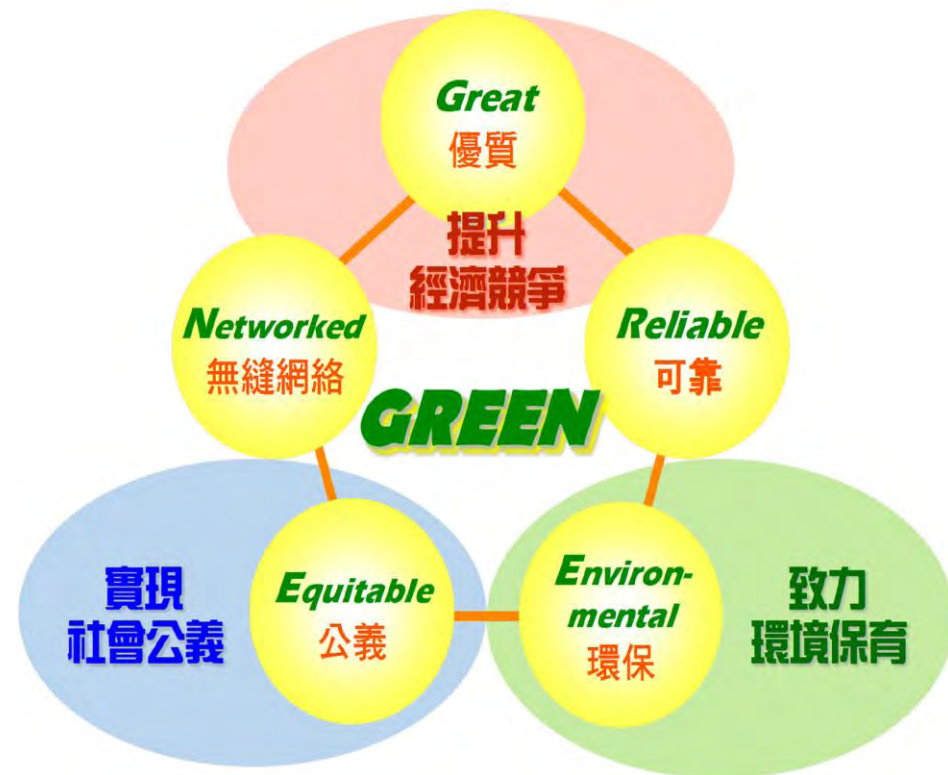 Great
優質
提升
經濟競爭
Networked
無縫網絡
Reliable
可靠
GREEN
實現
社會公義
Equitable
公義
Environ-
mental
環保
致力
環境保育